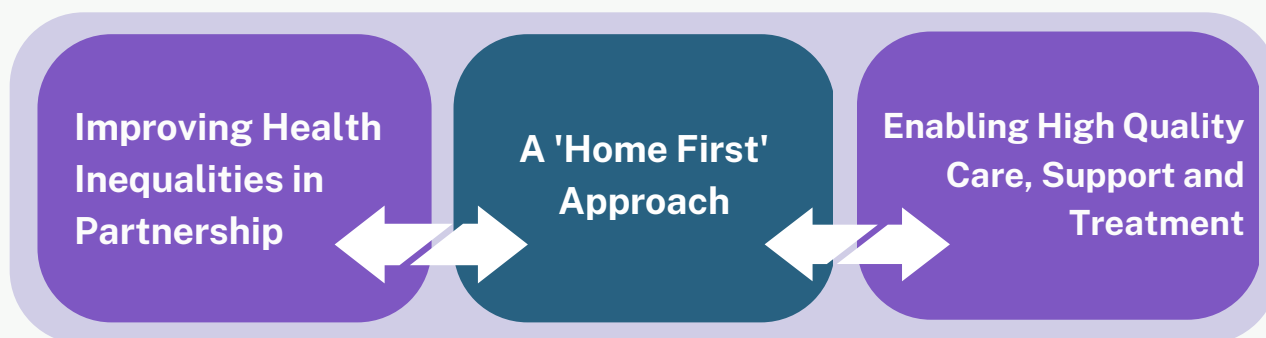 Improving Health
Inequalities in
Partnership
A 'Home First'
Approach
Enabling High Quality
Care, Support and
Treatment